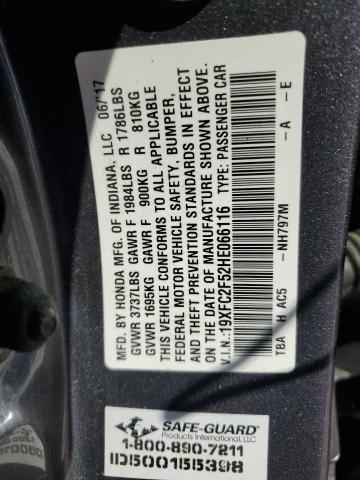 MFD. BY HONDA MFG. OF INDIANA, LLC 06/17
GVWR 3737LBS GAWR F 1984LBS R 1786LBS
GVWR 1695KG GAWR F 900KG R 810KG
THIS VEHICLE CONFORMS TO ALL APPLICABLE
FEDERAL MOTOR VEHICLE SAFETY, BUMPER,
AND THEFT PREVENTION STANDARDS IN EFFECT
ON THE DATE OF MANUFACTURE SHOWN ABOVE.
V.I.N.: 19XFC2F52HE066116 TYPE: PASSENGER CAR
TBA H AC5 - NH797M - A - E
SAFE-GUARD®
Products International, LLC
1-800-890-7211
ID500155398